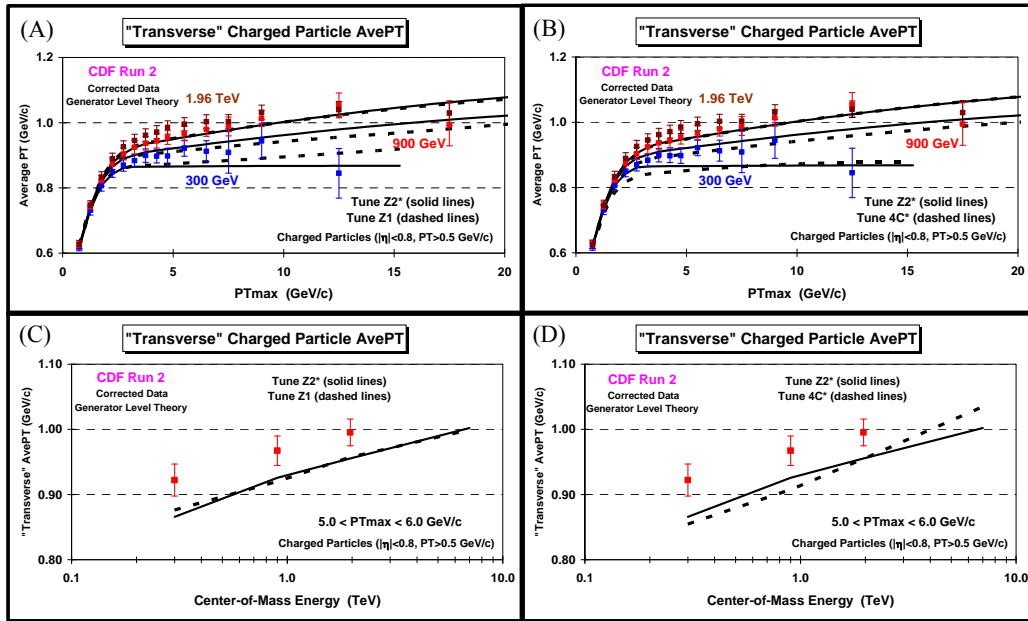 (A)
"Transverse" Charged Particle AvePT
1.2
1.0
0.8
0.6
Average PT (GeV/c)
CDF Run 2
Corrected Data
Generator Level Theory
1.96 TeV
900 GeV
300 GeV
Tune Z2* (solid lines)
Tune Z1 (dashed lines)
Charged Particles (|η|<0.8, PT>0.5 GeV/c)
0 5 10 15 20
PTmax (GeV/c)
(B)
"Transverse" Charged Particle AvePT
1.2
1.0
0.8
0.6
Average PT (GeV/c)
CDF Run 2
Corrected Data
Generator Level Theory
1.96 TeV
900 GeV
300 GeV
Tune Z2* (solid lines)
Tune 4C* (dashed lines)
Charged Particles (|η|<0.8, PT>0.5 GeV/c)
0 5 10 15 20
PTmax (GeV/c)
(C)
"Transverse" Charged Particle AvePT
1.10
1.00
0.90
0.80
"Transverse" AvePT (GeV/c)
CDF Run 2
Corrected Data
Generator Level Theory
Tune Z2* (solid lines)
Tune Z1 (dashed lines)
5.0 < PTmax < 6.0 GeV/c
Charged Particles (|η|<0.8, PT>0.5 GeV/c)
0.1 1.0 10.0
Center-of-Mass Energy (TeV)
(D)
"Transverse" Charged Particle AvePT
1.10
1.00
0.90
0.80
"Transverse" AvePT (GeV/c)
CDF Run 2
Corrected Data
Generator Level Theory
Tune Z2* (solid lines)
Tune 4C* (dashed lines)
5.0 < PTmax < 6.0 GeV/c
Charged Particles (|η|<0.8, PT>0.5 GeV/c)
0.1 1.0 10.0
Center-of-Mass Energy (TeV)